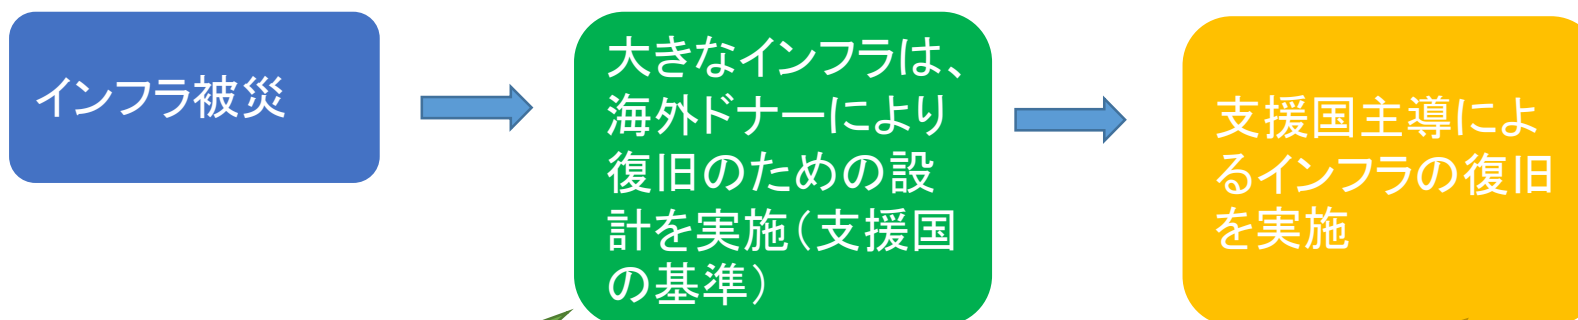 インフラ被災
大きなインフラは、
海外ドナーにより
復旧のための設
計を実施（支援国
の基準）
支援国主導によ
るインフラの復旧
を実施